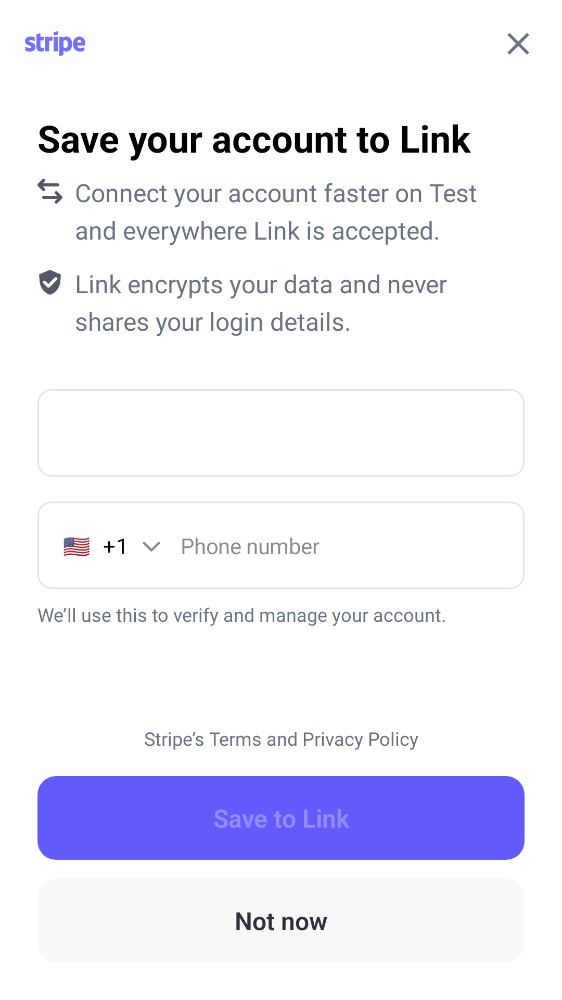 stripe
Save your account to Link
Connect your account faster on Test
and everywhere Link is accepted.
Link encrypts your data and never
shares your login details.
+1 Phone number
We’ll use this to verify and manage your account.
Stripe’s Terms and Privacy Policy
Save to Link
Not now